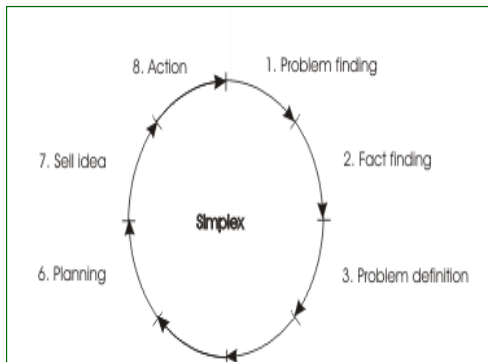 8. Action
1. Problem finding
7. Sell idea
2. Fact finding
Simplex
6. Planning
3. Problem definition